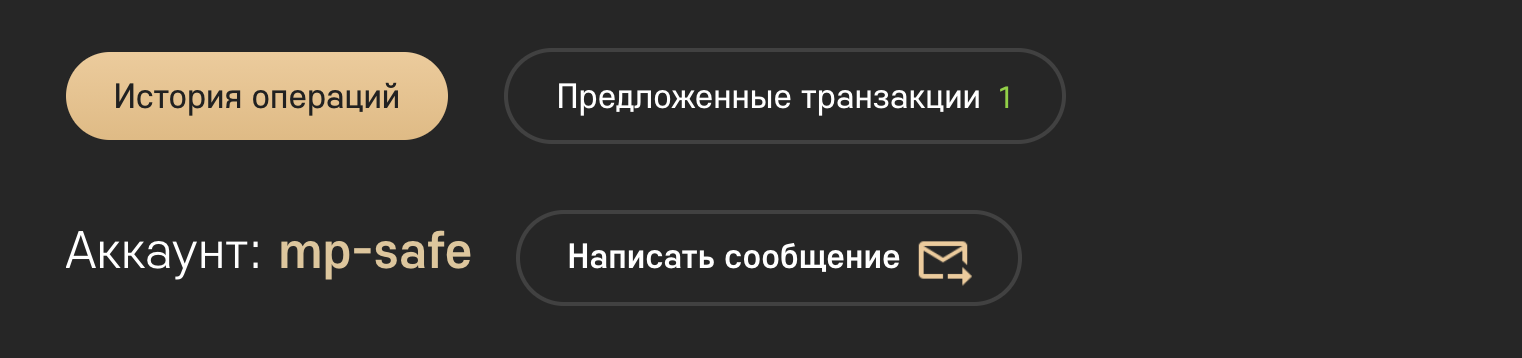 История операций
Предложенные транзакции 1
Аккаунт: mp-safe
Написать сообщение